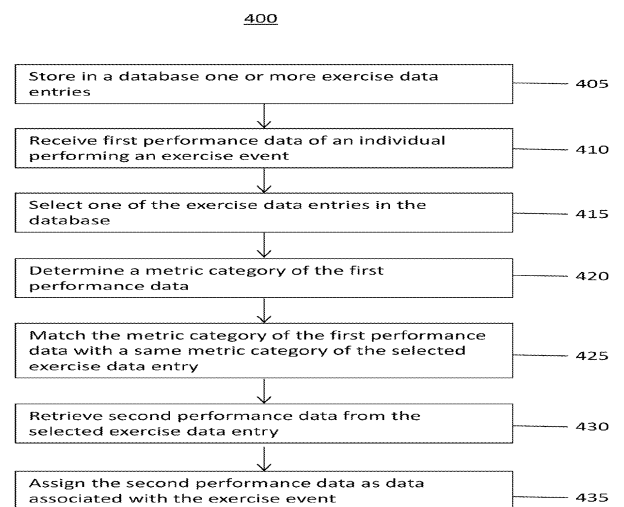 400
Store in a database one or more exercise data
entries
405
Receive first performance data of an individual
performing an exercise event
410
Select one of the exercise data entries in the
database
415
Determine a metric category of the first
performance data
420
Match the metric category of the first performance
data with a same metric category of the selected
exercise data entry
425
Retrieve second performance data from the
selected exercise data entry
430
Assign the second performance data as data
associated with the exercise event
435